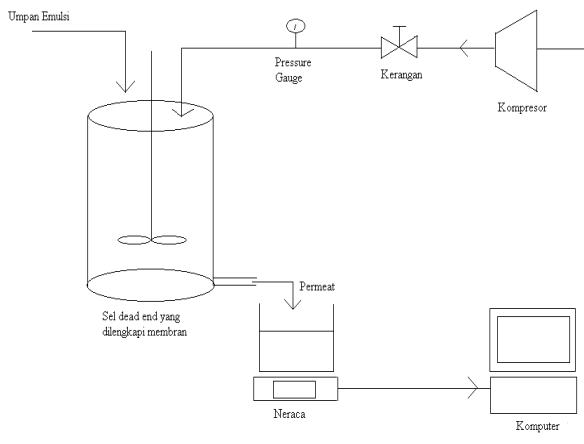 Umpan Emulsi
Pressure
Gauge
Kerangan
Kompresor
Permeat
Sel dead end yang
dilengkapi membran
Neraca
Komputer